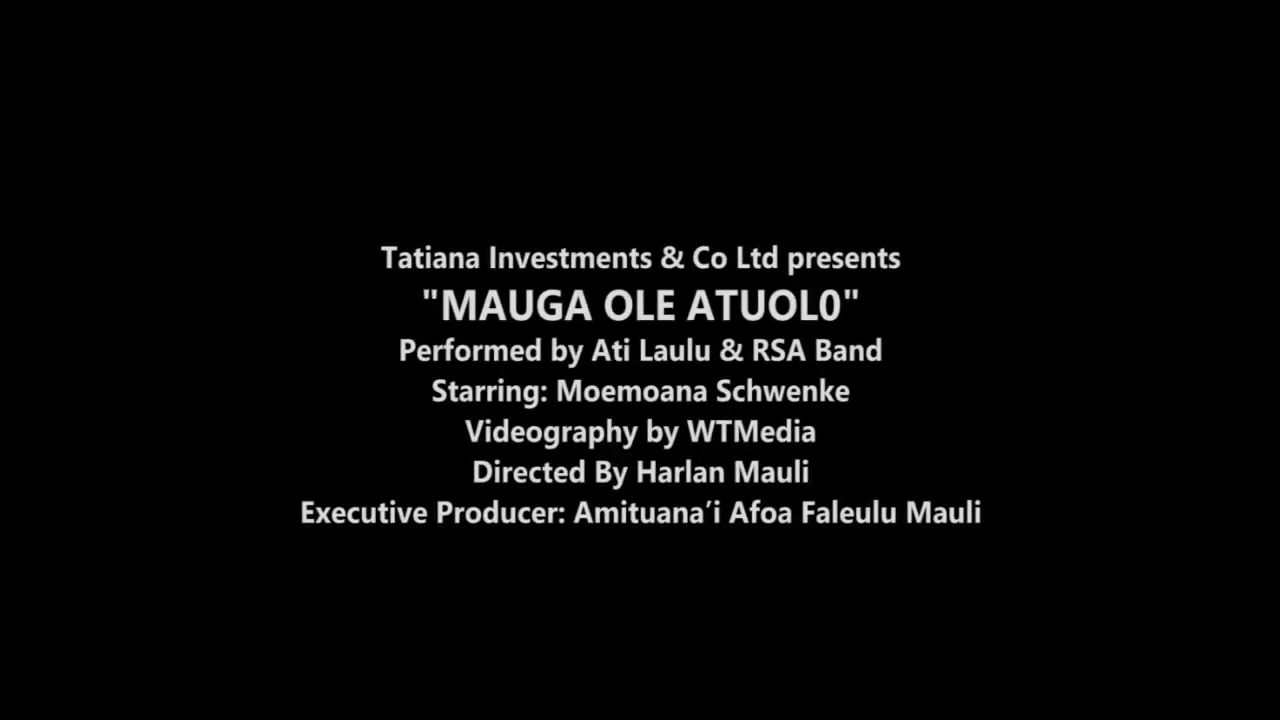 Tatiana Investments & Co Ltd presents
"MAUGA OLE ATUOL0"
Performed by Ati Laulu & RSA Band
Starring: Moemoana Schwenke
Videography by WTMedia
Directed By Harlan Mauli
Executive Producer: Amituana’i Afoa Faleulu Mauli